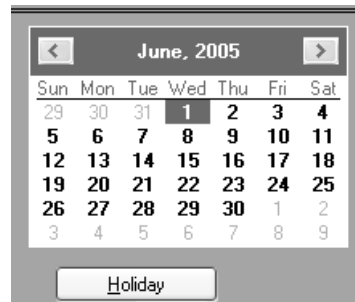 < June, 2005 >
Sun Mon Tue Wed Thu Fri Sat
29 30 31 1 2 3 4
5 6 7 8 9 10 11
12 13 14 15 16 17 18
19 20 21 22 23 24 25
26 27 28 29 30 1 2
3 4 5 6 7 8 9
Holiday